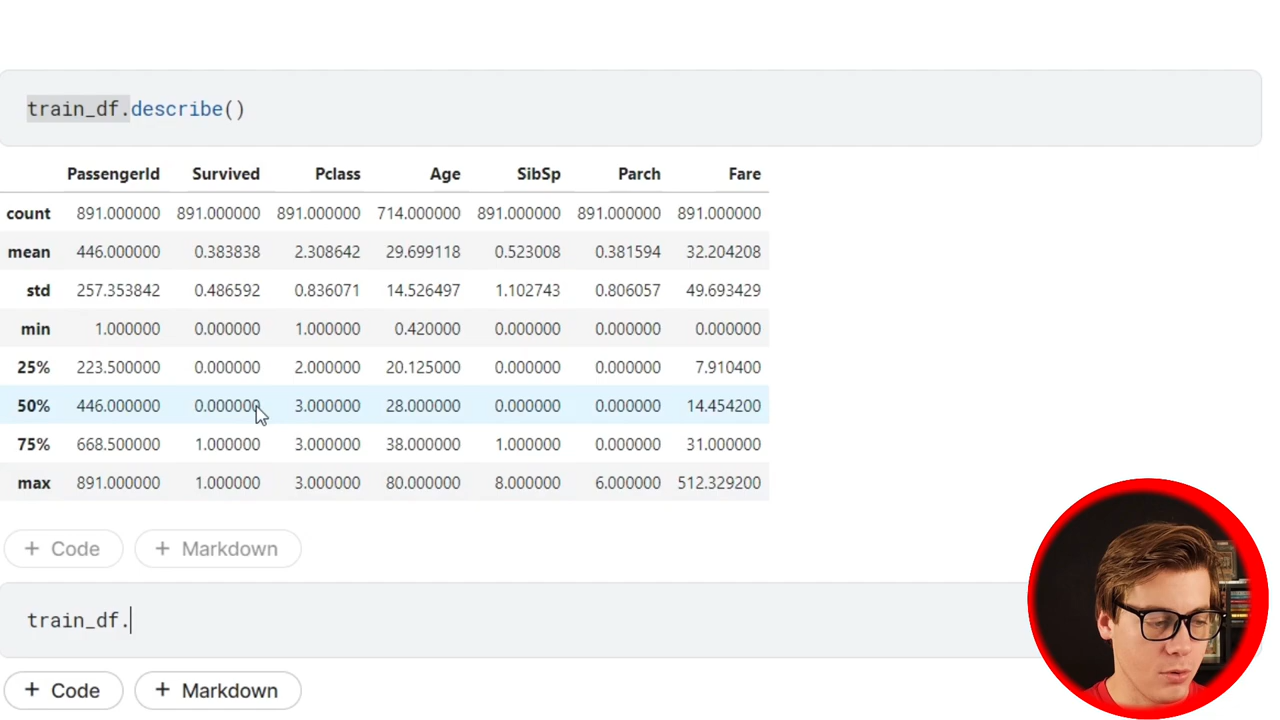 train_df.describe()
PassengerId Survived Pclass Age SibSp Parch Fare
count 891.000000 891.000000 891.000000 714.000000 891.000000 891.000000 891.000000
mean 446.000000 0.383838 2.308642 29.699118 0.523008 0.381594 32.204208
std 257.353842 0.486592 0.836071 14.526497 1.102743 0.806057 49.693429
min 1.000000 0.000000 1.000000 0.420000 0.000000 0.000000 0.000000
25% 223.500000 0.000000 2.000000 20.125000 0.000000 0.000000 7.910400
50% 446.000000 0.000000 3.000000 28.000000 0.000000 0.000000 14.454200
75% 668.500000 1.000000 3.000000 38.000000 1.000000 0.000000 31.000000
max 891.000000 1.000000 3.000000 80.000000 8.000000 6.000000 512.329200
+ Code + Markdown
train_df.
+ Code + Markdown